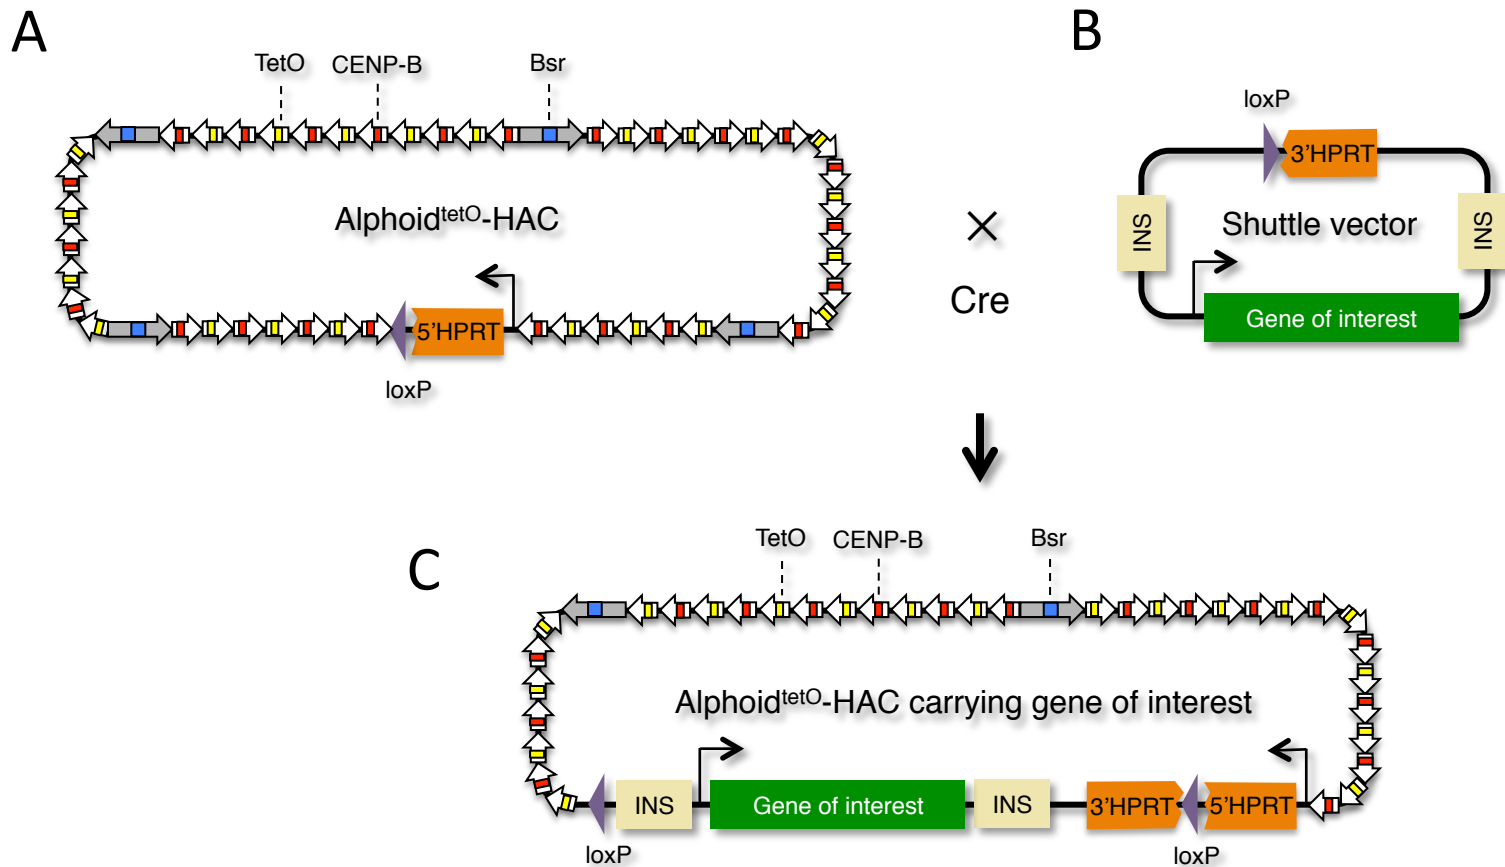 A
TetO
CENP-B
Bsr
Alphoidtet​O-HAC
5'HPRT
loxP
×
Cre
B
loxP
3'HPRT
INS
Shuttle vector
INS
Gene of interest
C
TetO
CENP-B
Bsr
AlphoidtetO-HAC carrying gene of interest
INS
Gene of interest
INS
3'HPRT
5'HPRT
loxP
loxP